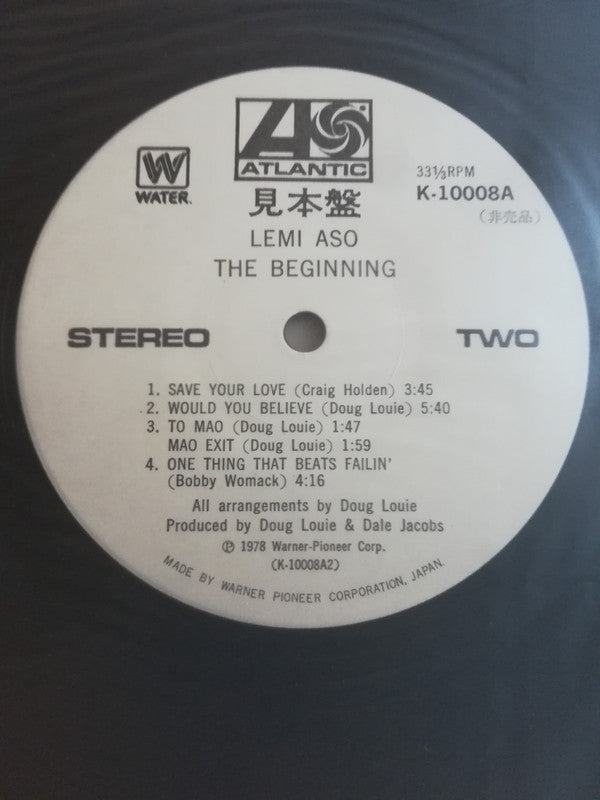 ATLANTIC
W
WATER.
33⅓RPM
K-10008A
(非売品)
見本盤
LEMI ASO
THE BEGINNING
STEREO
TWO
1. SAVE YOUR LOVE (Craig Holden) 3:45
2. WOULD YOU BELIEVE (Doug Louie) 5:40
3. TO MAO (Doug Louie) 1:47
MAO EXIT (Doug Louie) 1:59
4. ONE THING THAT BEATS FAILIN'
(Bobby Womack) 4:16
All arrangements by Doug Louie
Produced by Doug Louie & Dale Jacobs
℗ 1978 Warner-Pioneer Corp.
(K-10008A2)
MADE BY WARNER PIONEER CORPORATION, JAPAN.